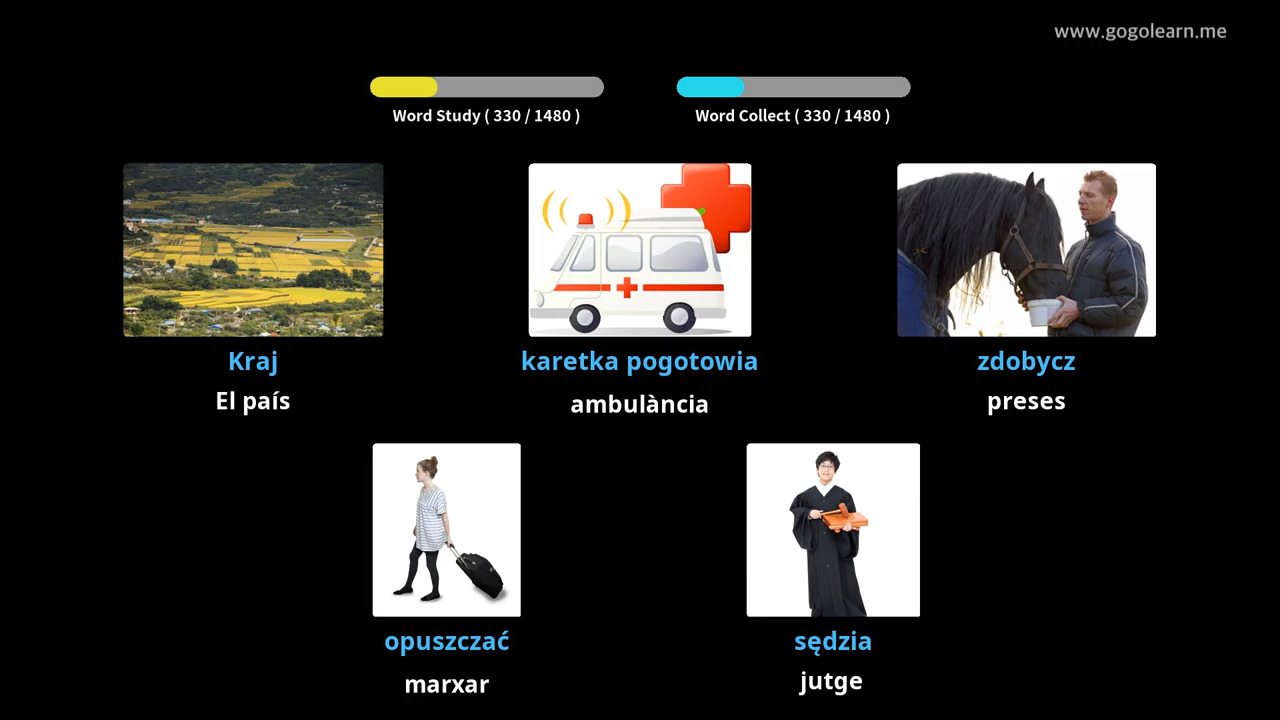 www.gogolearn.me
Word Study ( 330 / 1480 )
Word Collect ( 330 / 1480 )
Kraj
El país
karetka pogotowia
ambulància
zdobycz
preses
opuszczać
marxar
sędzia
jutge